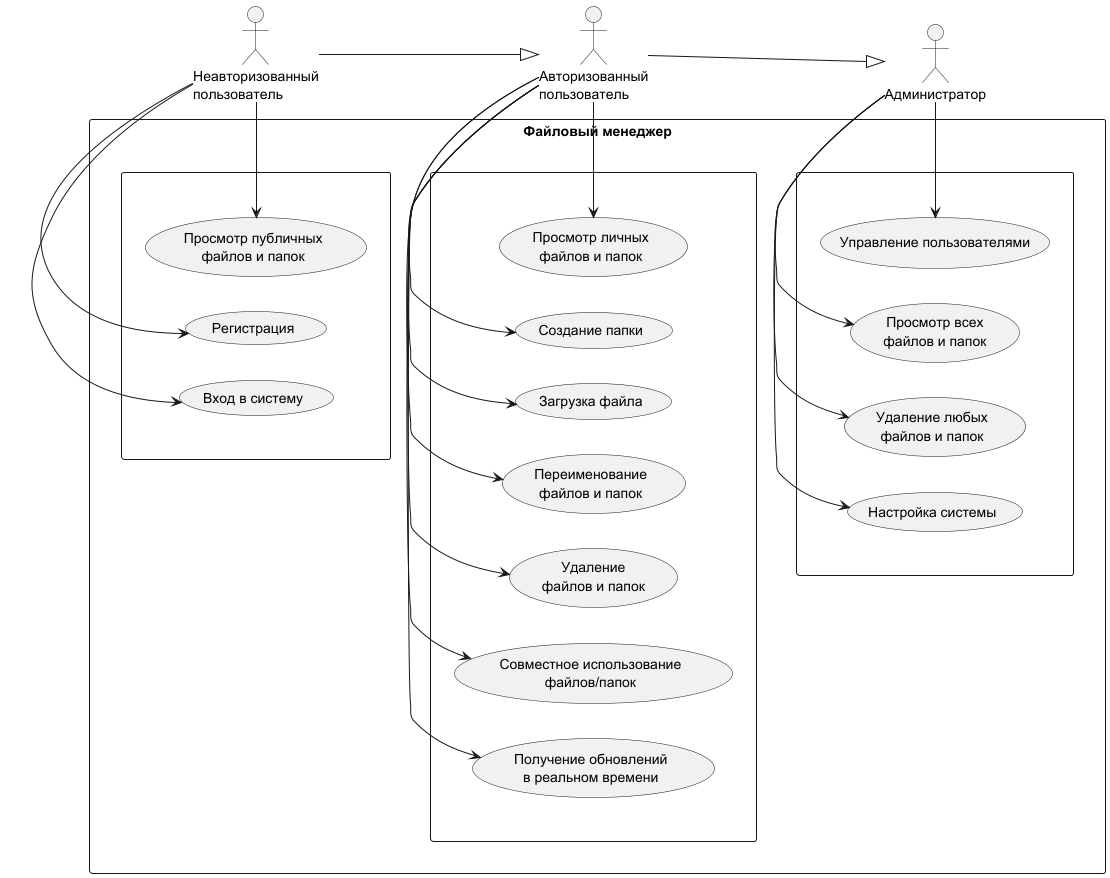 Неавторизованный
пользователь
Авторизованный
пользователь
Администратор
Файловый менеджер
Просмотр публичных
файлов и папок
Регистрация
Вход в систему
Просмотр личных
файлов и папок
Создание папки
Загрузка файла
Переименование
файлов и папок
Удаление
файлов и папок
Совместное использование
файлов/папок
Получение обновлений
в реальном времени
Управление пользователями
Просмотр всех
файлов и папок
Удаление любых
файлов и папок
Настройка системы